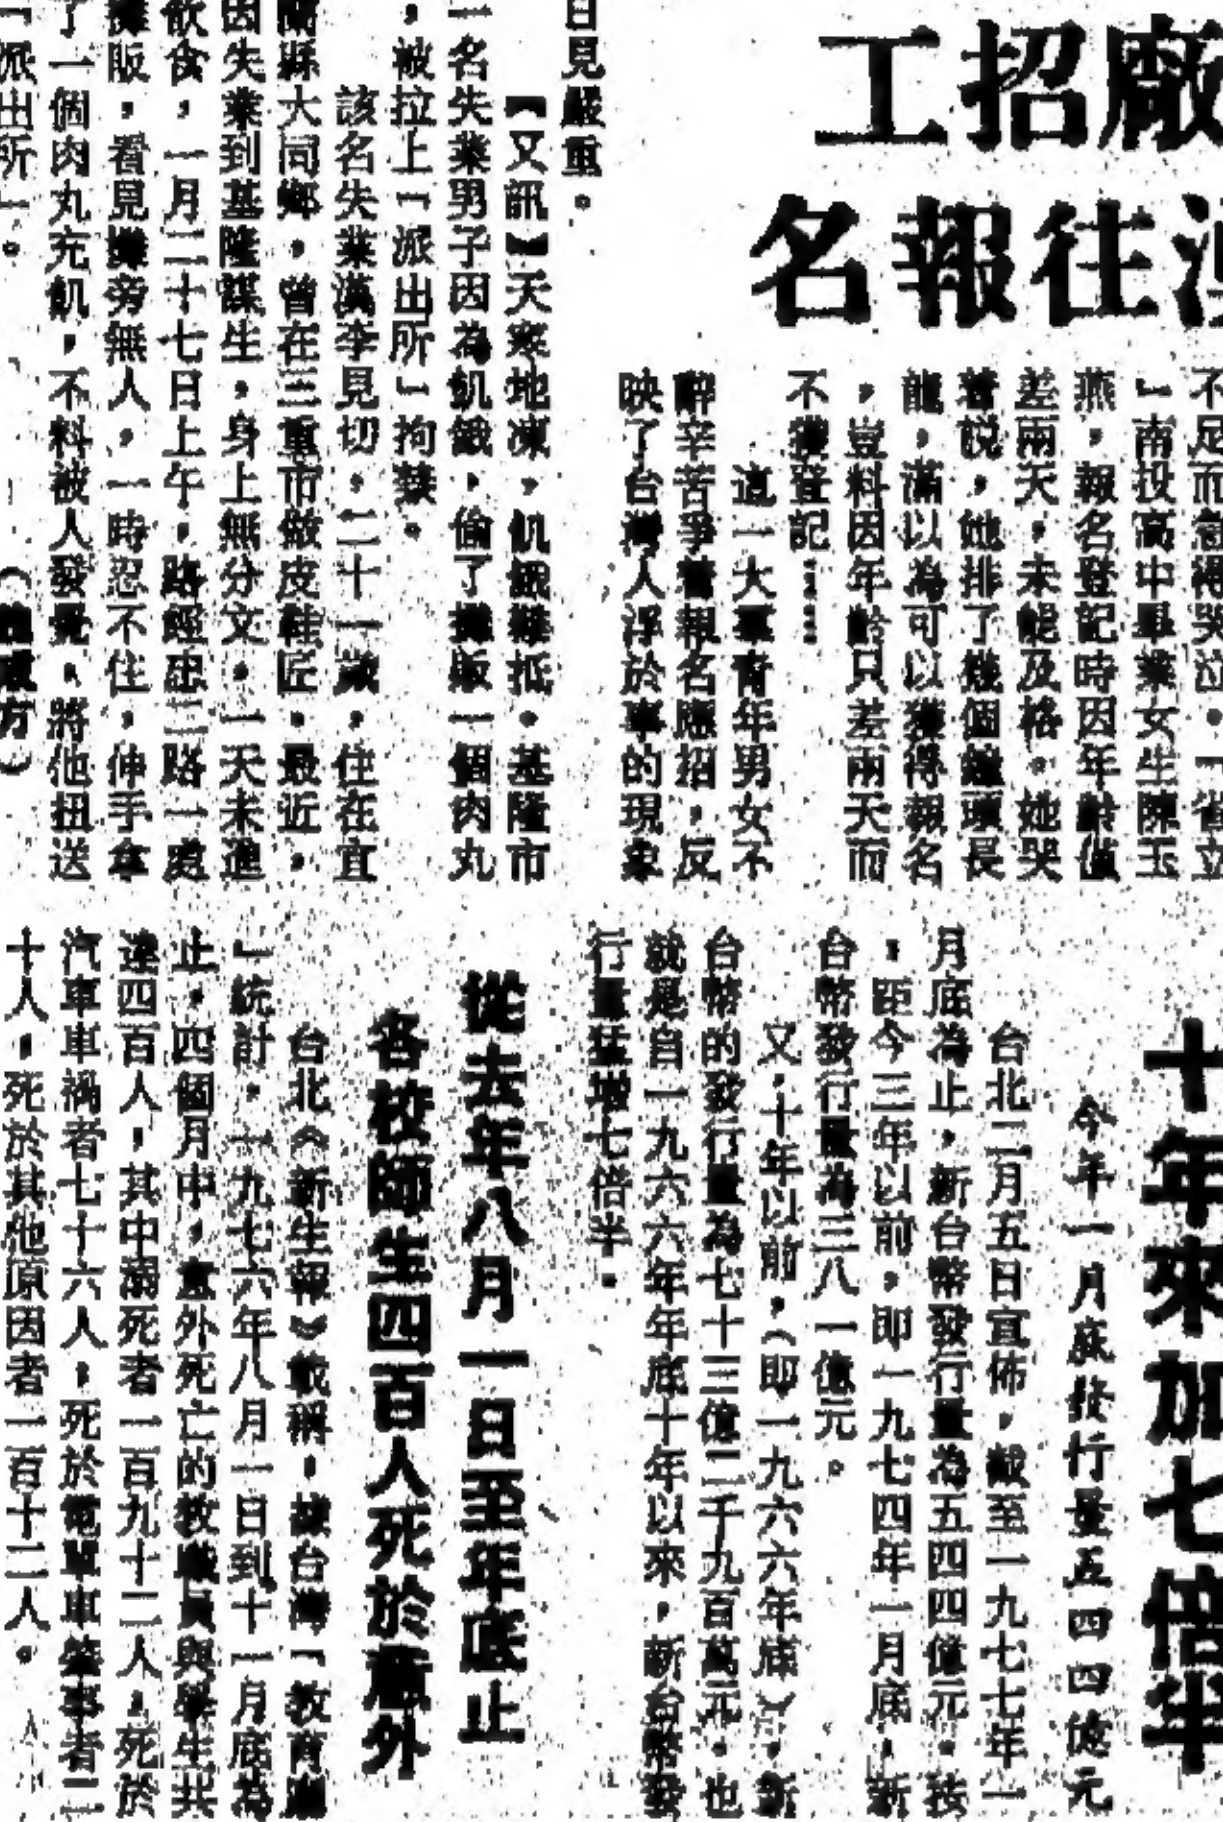 廠招工
往報名
不足而急得哭泣。「省立
」南投高中畢業女生陳玉
燕，報名登記時因年齡僅
差兩天，未能及格。她哭
着說，她排了幾個鐘頭長
龍，滿以為可以獲得報名
，豈料因年齡只差兩天而
不獲登記……
這一大羣青年男女不
辭辛苦爭着報名應招，反
映了台灣人浮於事的現象
日見嚴重。
【又訊】天寒地凍，飢餓難抵。基隆市
一名失業男子因為飢餓，偷了攤販一個肉丸
，被拉上「派出所」拘禁。
該名失業漢李見切，二十一歲，住在宜
蘭縣大同鄉，曾在三重市做皮鞋匠，最近，
因失業到基隆謀生，身上無分文，一天未進
飲食，一月二十七日上午，路經忠三路一處
攤販，看見攤旁無人，一時忍不住，伸手拿
了一個肉丸充飢，不料被人發覺，將他扭送
「派出所」。
十年來加七倍半
今年一月底發行量五四四億元
台北二月五日宣佈，截至一九七七年一
月底為止，新台幣發行量為五四四億元。按
，距今三年以前，即一九七四年一月底，新
台幣發行量為三八一億元。
又，十年以前，（即一九六六年底），新
台幣的發行量為七十三億二千九百萬元。也
就是自一九六六年年底十年以來，新台幣發
行量猛增七倍半。
從去年八月一日至年底止
各校師生四百人死於意外
台北《新生報》載稱，據台灣「教育廳
」統計，一九七六年八月一日到十一月底為
止，四個月中，意外死亡的教職員與學生共
達四百人，其中溺死者一百九十二人，死於
汽車車禍者七十六人，死於電單車肇事者二
十人，死於其他原因者一百十二人。